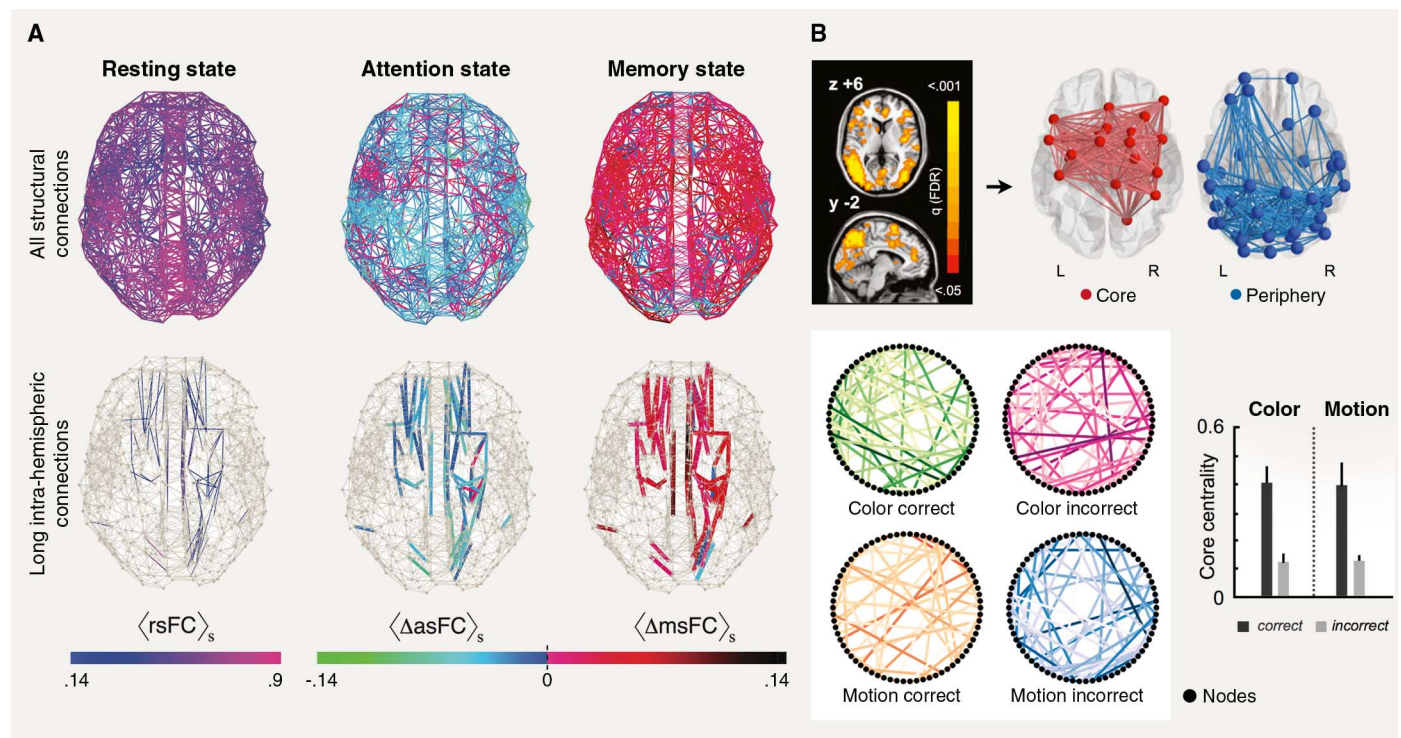 A
Resting state
Attention state
Memory state
All structural
connections
Long intra-hemispheric
connections
⟨rsFC⟩s
⟨ΔasFC⟩s
⟨ΔmsFC⟩s
.14
.9
-.14
0
.14
B
z +6
<.001
y -2
q (FDR)
<.05
L
R
L
R
Core
Periphery
Color correct
Color incorrect
Motion correct
Motion incorrect
Nodes
Color
Motion
0.6
Core centrality
0
correct
incorrect